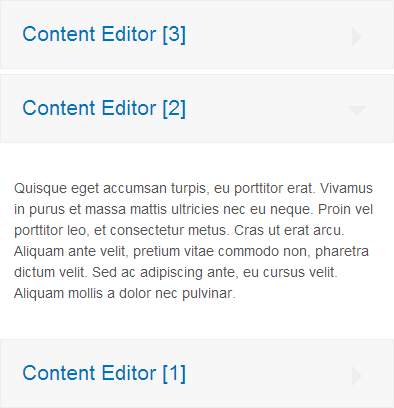 Content Editor [3]
Content Editor [2]
Quisque eget accumsan turpis, eu porttitor erat. Vivamus
in purus et massa mattis ultricies nec eu neque. Proin vel
porttitor leo, et consectetur metus. Cras ut erat arcu.
Aliquam ante velit, pretium vitae commodo non, pharetra
dictum velit. Sed ac adipiscing ante, eu cursus velit.
Aliquam mollis a dolor nec pulvinar.
Content Editor [1]